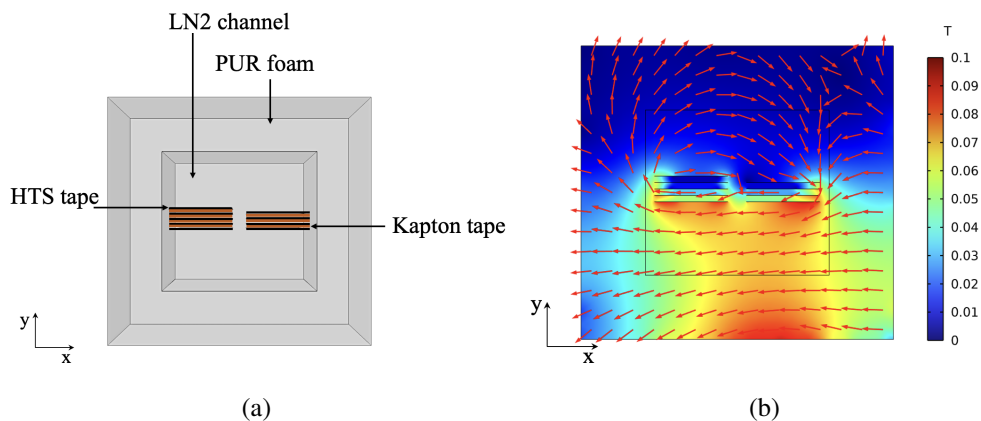 LN2 channel
PUR foam
HTS tape
Kapton tape
y
x
(a)
T
0.1
0.09
0.08
0.07
0.06
0.05
0.04
0.03
0.02
0.01
0
y
x
(b)